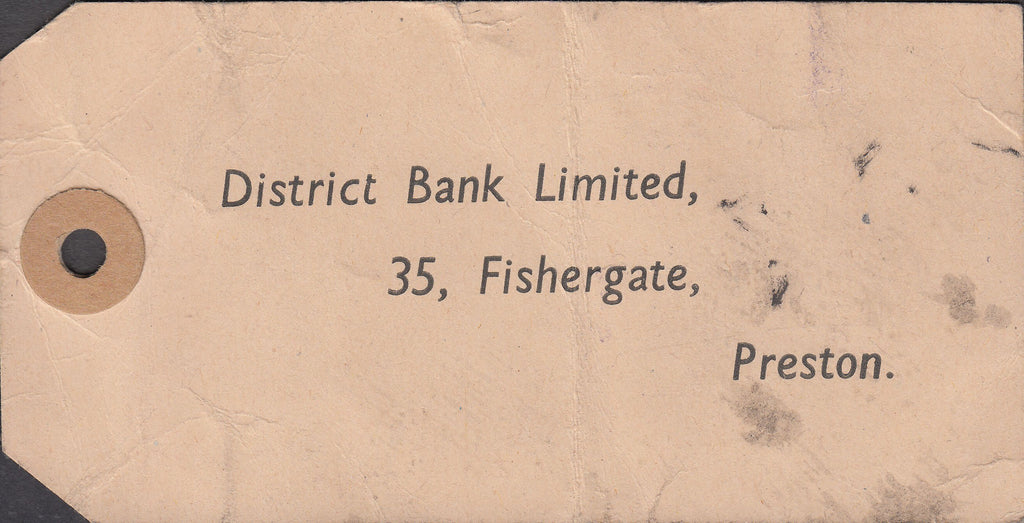 District Bank Limited,
35, Fishergate,
Preston.